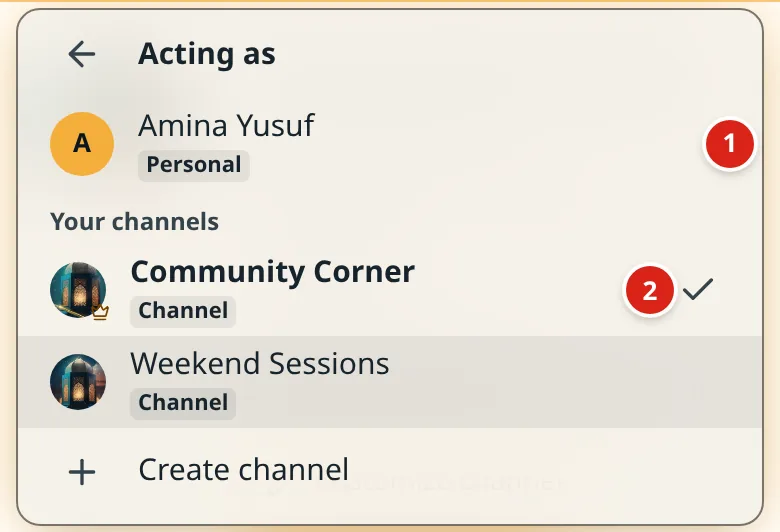 Acting as
A
Amina Yusuf
Personal
1
Your channels
Community Corner
Channel
2
Weekend Sessions
Channel
Create channel